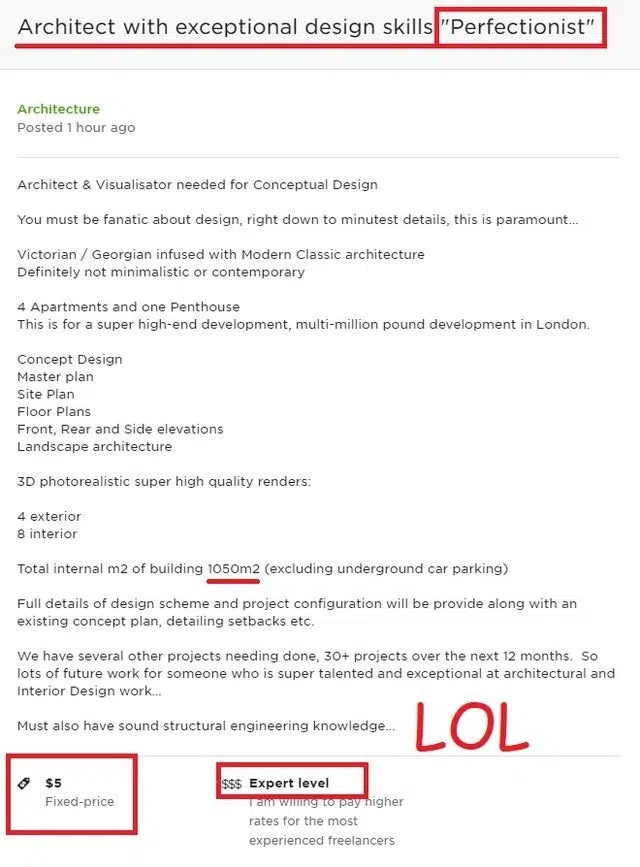 Architect with exceptional design skills "Perfectionist"
Architecture
Posted 1 hour ago
Architect & Visualisator needed for Conceptual Design
You must be fanatic about design, right down to minutest details, this is paramount...
Victorian / Georgian infused with Modern Classic architecture
Definitely not minimalistic or contemporary
4 Apartments and one Penthouse
This is for a super high-end development, multi-million pound development in London.
Concept Design
Master plan
Site Plan
Floor Plans
Front, Rear and Side elevations
Landscape architecture
3D photorealistic super high quality renders:
4 exterior
8 interior
Total internal m2 of building 1050m2 (excluding underground car parking)
Full details of design scheme and project configuration will be provide along with an
existing concept plan, detailing setbacks etc.
We have several other projects needing done, 30+ projects over the next 12 months. So
lots of future work for someone who is super talented and exceptional at architectural and
Interior Design work...
Must also have sound structural engineering knowledge...
LOL
$5
Fixed-price
$$$ Expert level
I am willing to pay higher
rates for the most
experienced freelancers